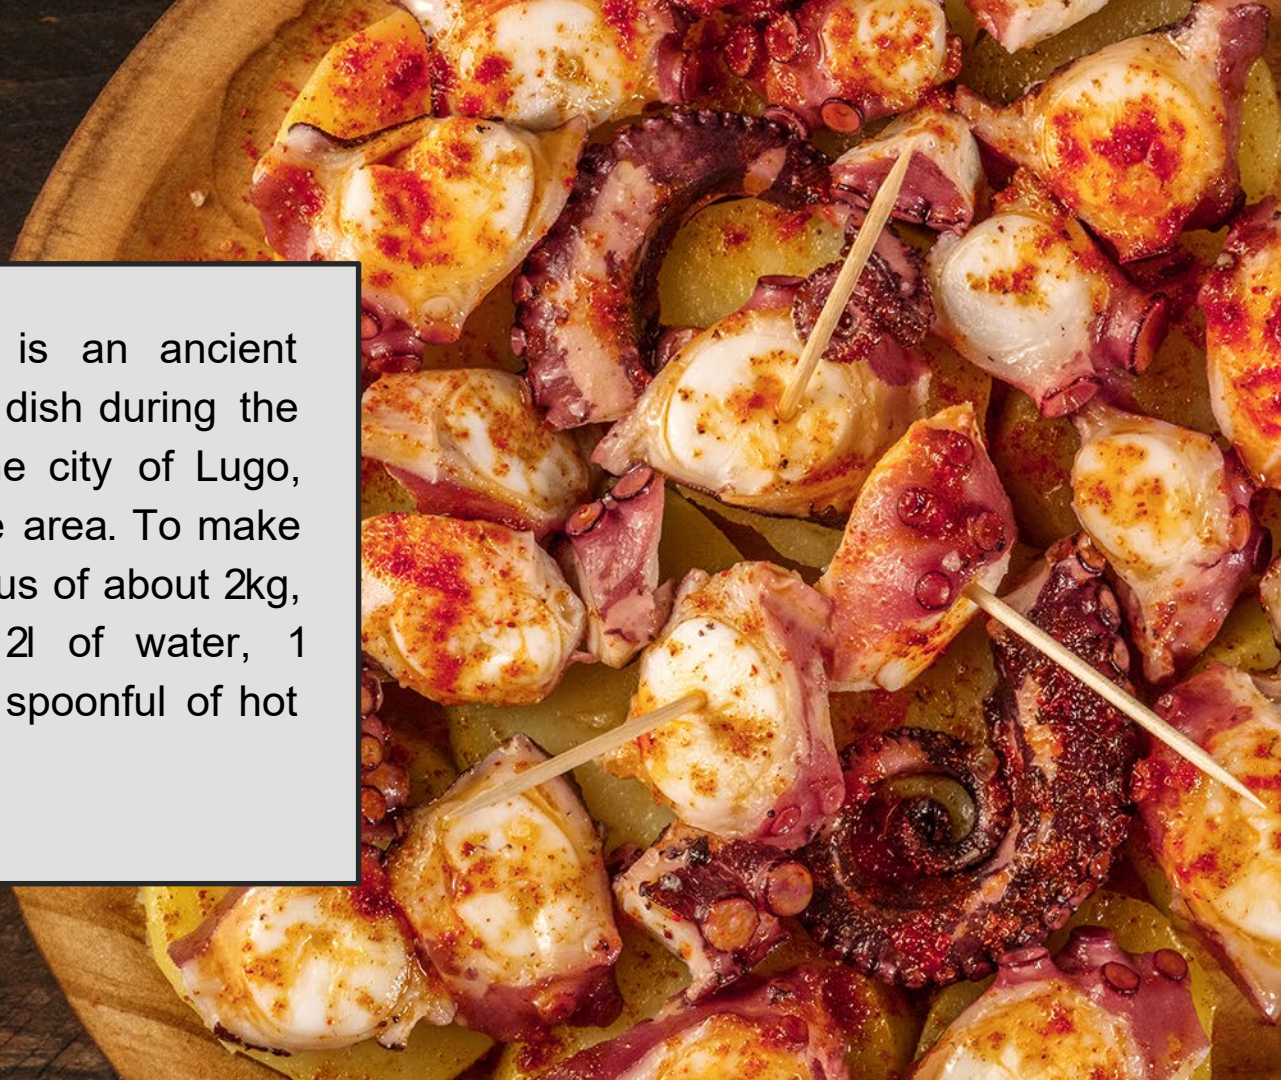 is an ancient
dish during the
city of Lugo,
area. To make
of about 2kg,
2l of water, 1
spoonful of hot